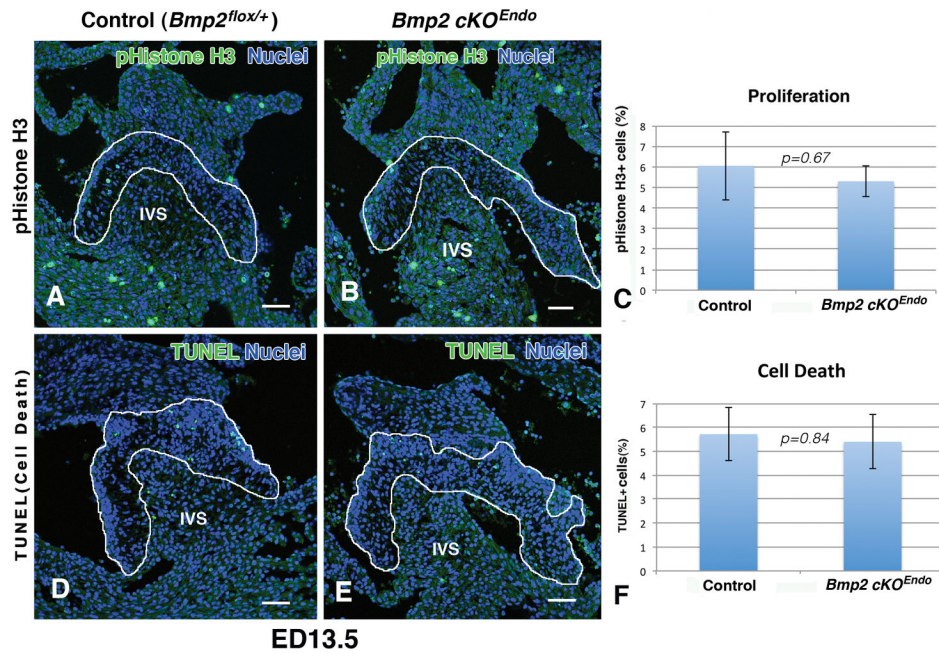 Control (Bmp2flox/+)
Bmp2 cKOEndo
pHistone H3
pHistone H3 Nuclei
IVS
A
pHistone H3 Nuclei
IVS
B
Proliferation
pHistone H3+ cells (%)
8
7
6
5
4
3
2
1
0
p=0.67
Control
Bmp2 cKOEndo
C
TUNEL(Cell Death)
TUNEL Nuclei
IVS
D
TUNEL Nuclei
IVS
E
Cell Death
TUNEL+cells(%)
7
6
5
4
3
2
1
0
p=0.84
Control
Bmp2 cKOEndo
F
ED13.5